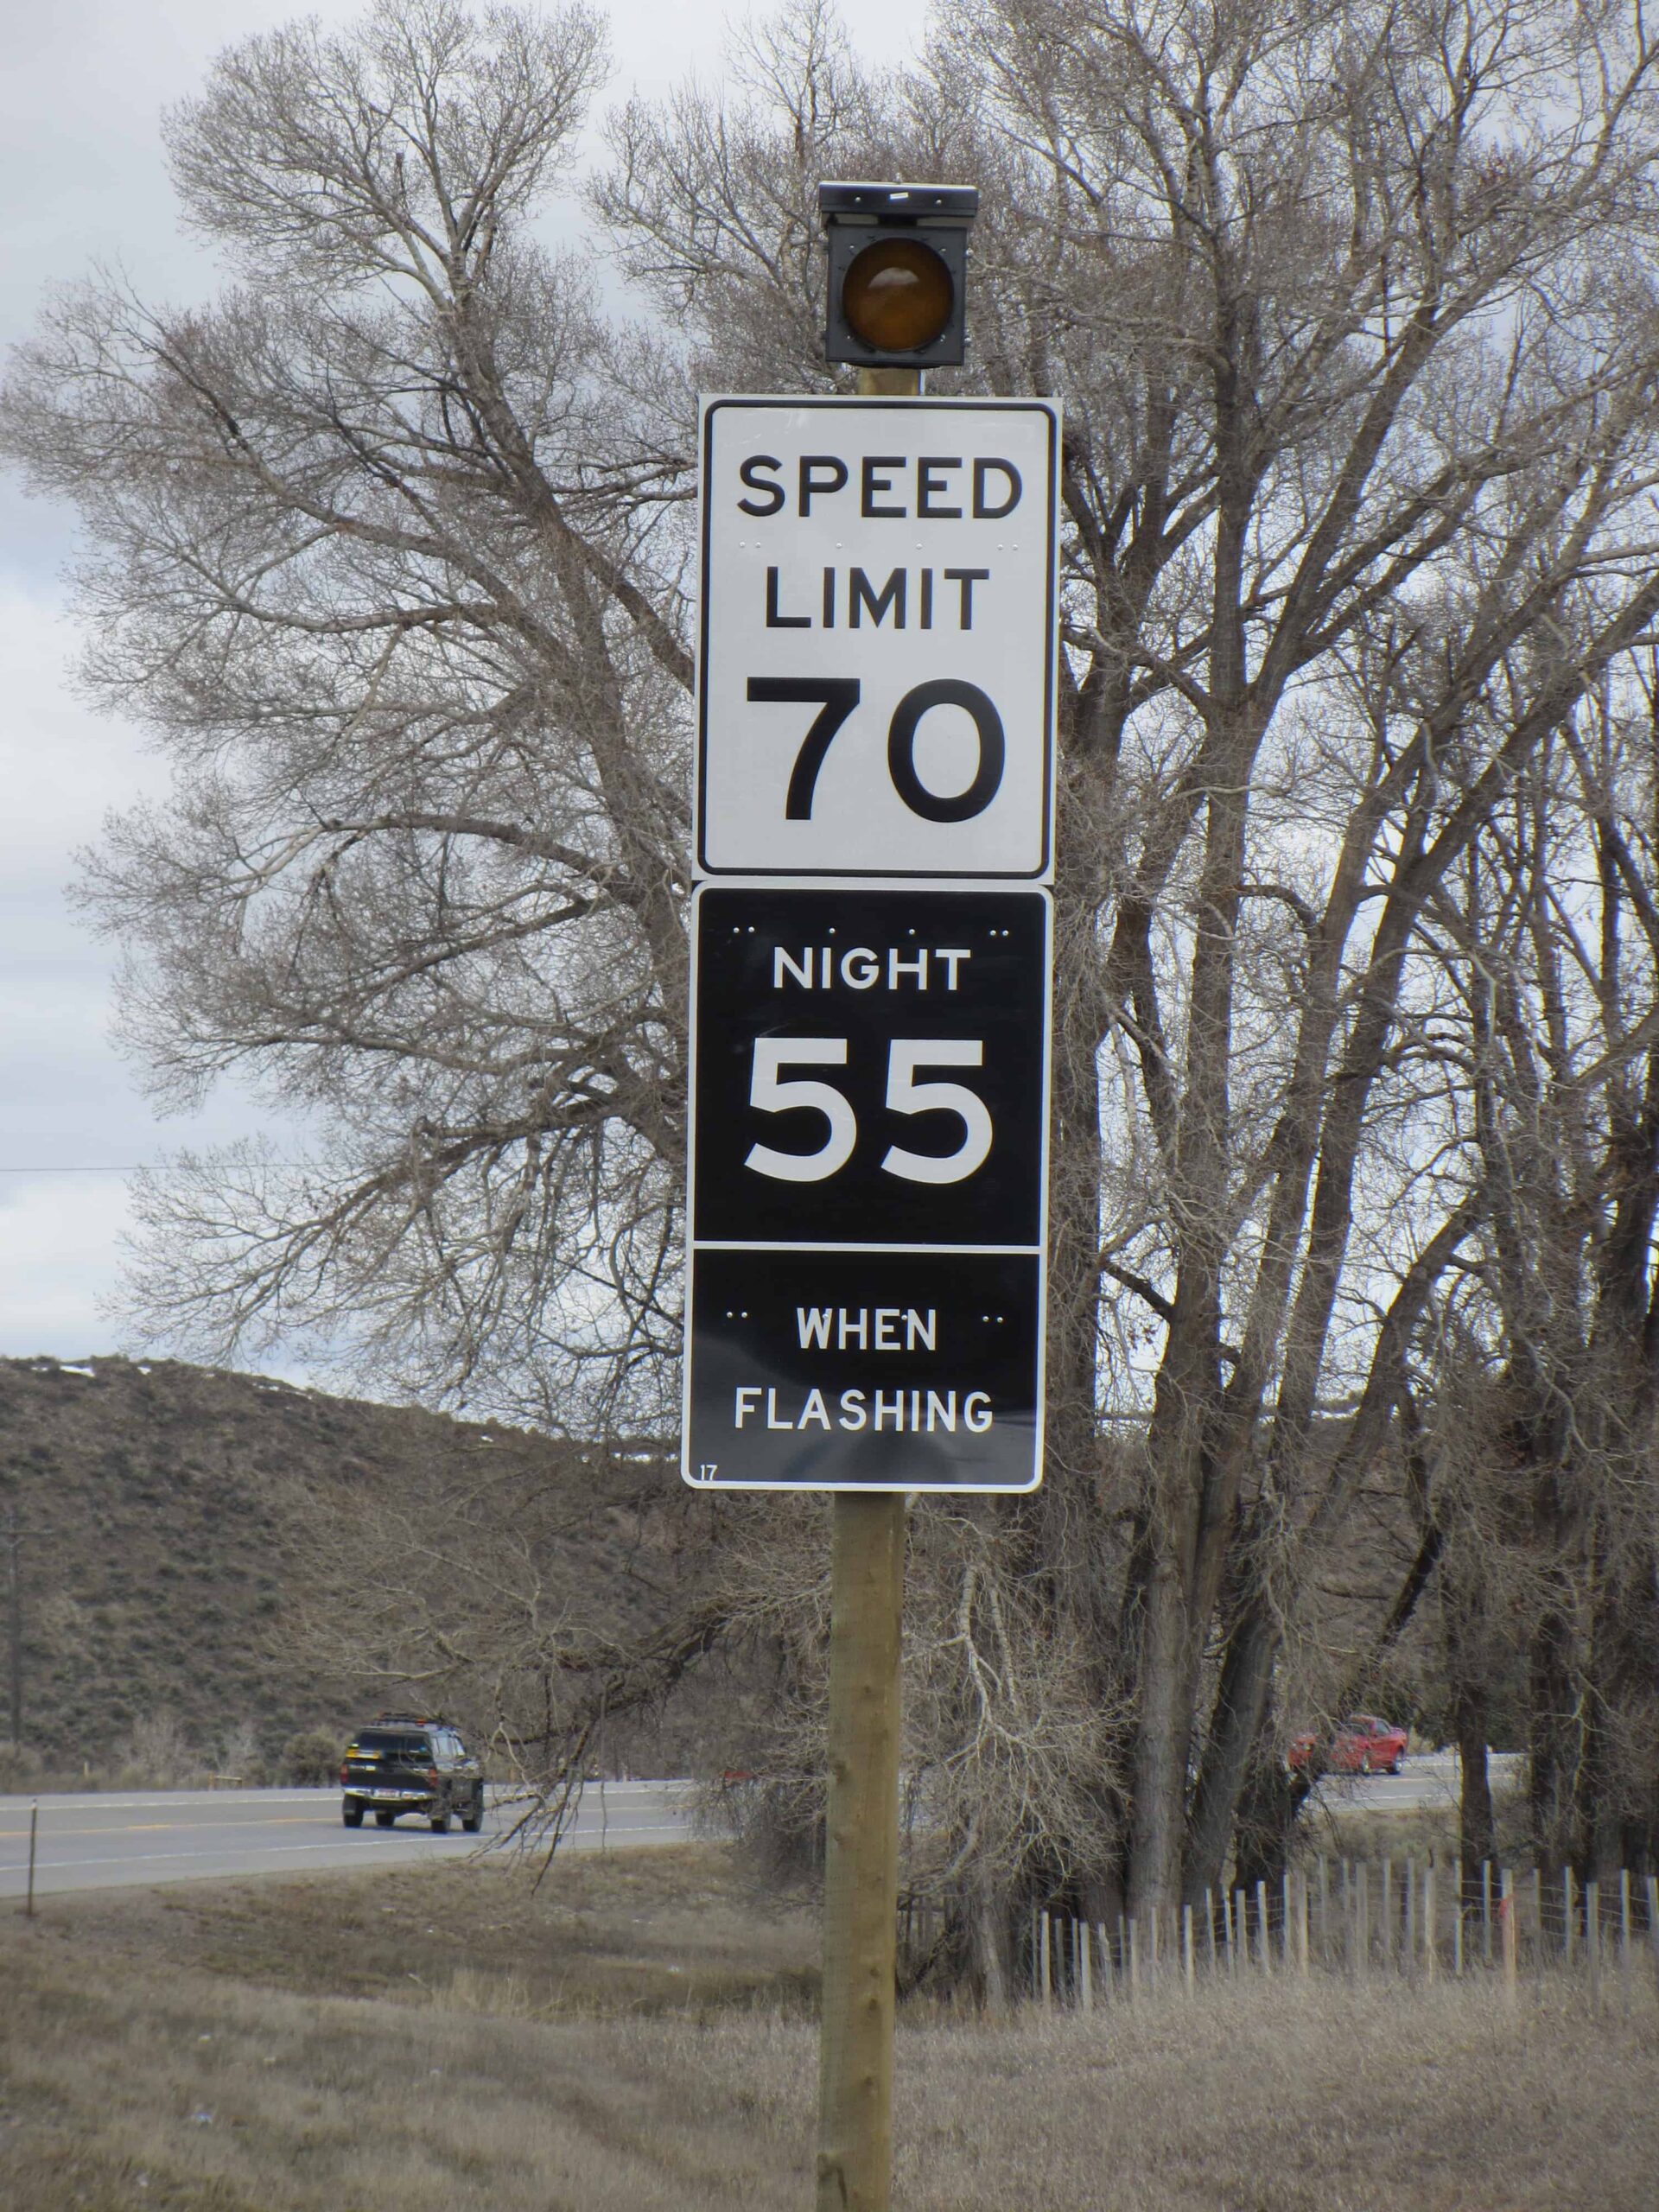 SPEED
LIMIT
70
NIGHT
55
WHEN
FLASHING
17